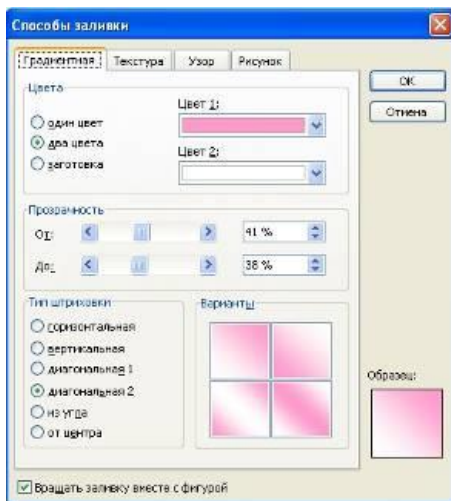 Способы заливки
Градиентная Текстура Узор Рисунок
ОК
Отмена
Цвета
один цвет
два цвета
заготовка
Цвет 1:
Цвет 2:
Прозрачность
От: 41 %
До: 38 %
Тип штриховки
горизонтальная
вертикальная
диагональная 1
диагональная 2
из угла
от центра
Варианты
Образец:
Вращать заливку вместе с фигурой